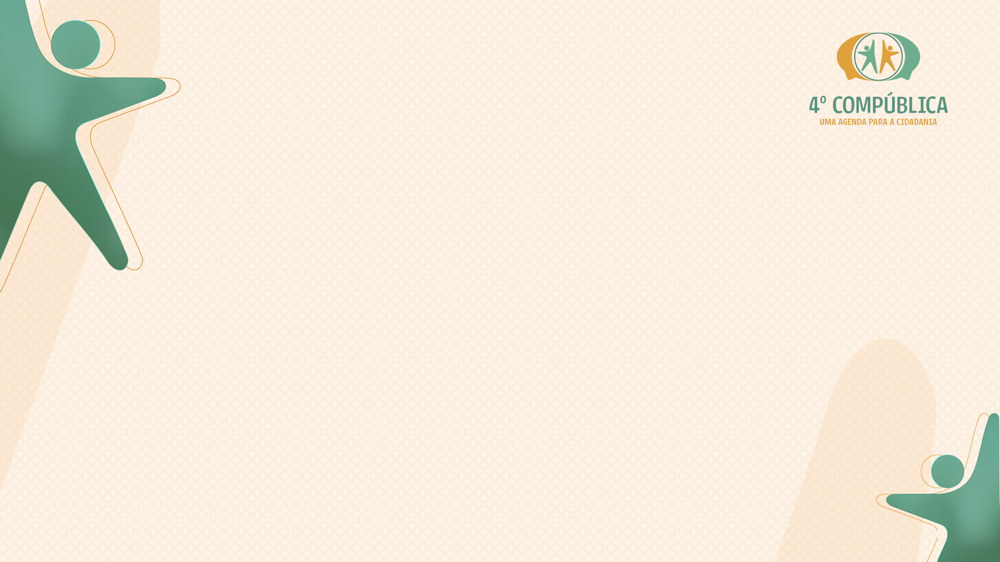 4º COMPÚBLICA
UMA AGENDA PARA A CIDADANIA